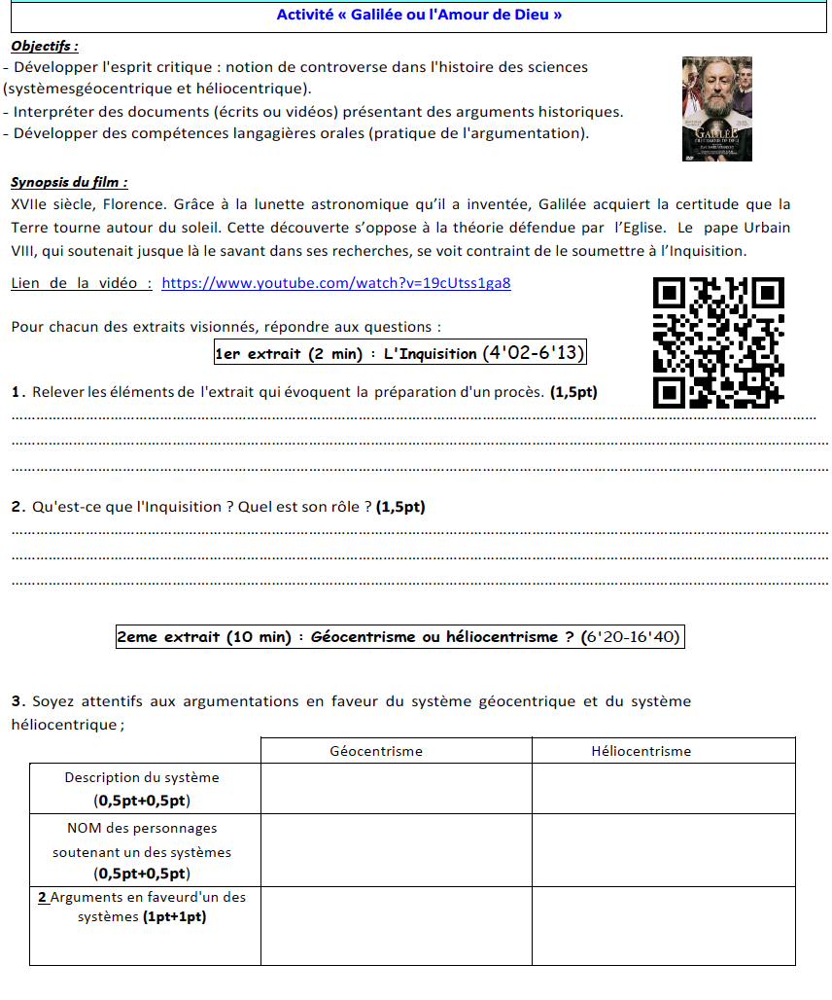 Activité « Galilée ou l'Amour de Dieu »
Objectifs :
- Développer l'esprit critique : notion de controverse dans l'histoire des sciences
(systèmesgéocentrique et héliocentrique).
- Interpréter des documents (écrits ou vidéos) présentant des arguments historiques.
- Développer des compétences langagières orales (pratique de l'argumentation).
GALILÉE
Synopsis du film :
XVIIe siècle, Florence. Grâce à la lunette astronomique qu’il a inventée, Galilée acquiert la certitude que la
Terre tourne autour du soleil. Cette découverte s’oppose à la théorie défendue par l’Eglise. Le pape Urbain
VIII, qui soutenait jusque là le savant dans ses recherches, se voit contraint de le soumettre à l’Inquisition.
Lien de la vidéo : https://www.youtube.com/watch?v=19cUtss1ga8
Pour chacun des extraits visionnés, répondre aux questions :
1er extrait (2 min) : L'Inquisition (4'02-6'13)
1. Relever les éléments de l'extrait qui évoquent la préparation d'un procès. (1,5pt)
2. Qu'est-ce que l'Inquisition ? Quel est son rôle ? (1,5pt)
2eme extrait (10 min) : Géocentrisme ou héliocentrisme ? (6'20-16'40)
3. Soyez attentifs aux argumentations en faveur du système géocentrique et du système
héliocentrique ;
Géocentrisme Héliocentrisme
Description du système
(0,5pt+0,5pt)
NOM des personnages
soutenant un des systèmes
(0,5pt+0,5pt)
2 Arguments en faveurd'un des
systèmes (1pt+1pt)